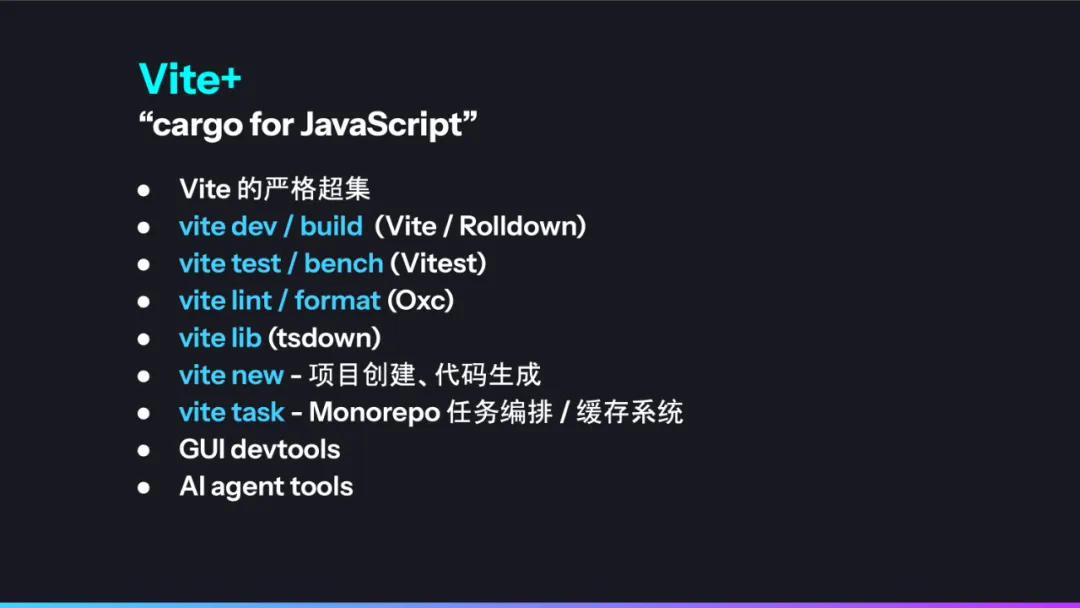 Vite+
“cargo for JavaScript”
● Vite 的严格超集
● vite dev / build (Vite / Rolldown)
● vite test / bench (Vitest)
● vite lint / format (Oxc)
● vite lib (tsdown)
● vite new - 项目创建、代码生成
● vite task - Monorepo 任务编排 / 缓存系统
● GUI devtools
● AI agent tools